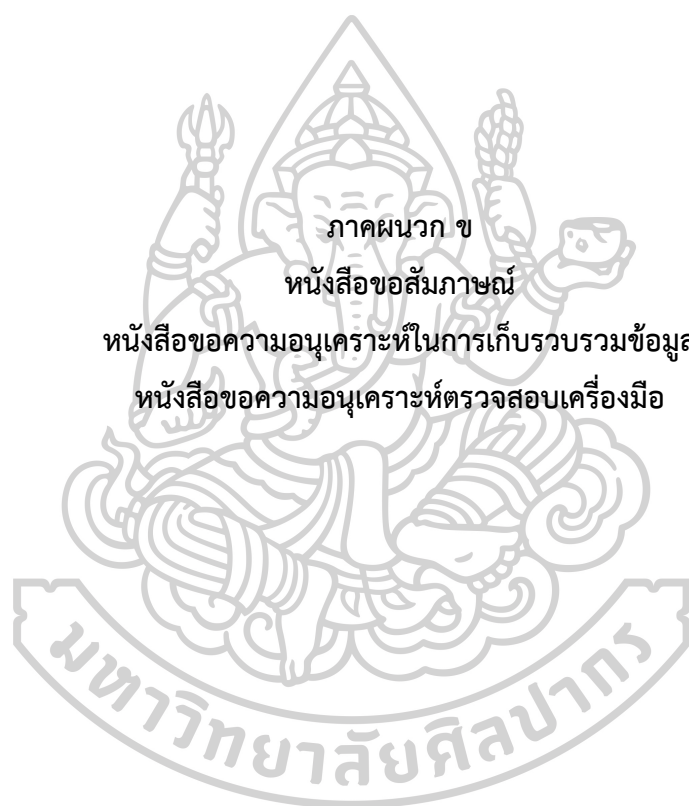 ภาคผนวก ข
หนังสือขอสัมภาษณ์
หนังสือขอความอนุเคราะห์ในการเก็บรวบรวมข้อมูล
หนังสือขอความอนุเคราะห์ตรวจสอบเครื่องมือ
มหาวิทยาลัยศิลปากร